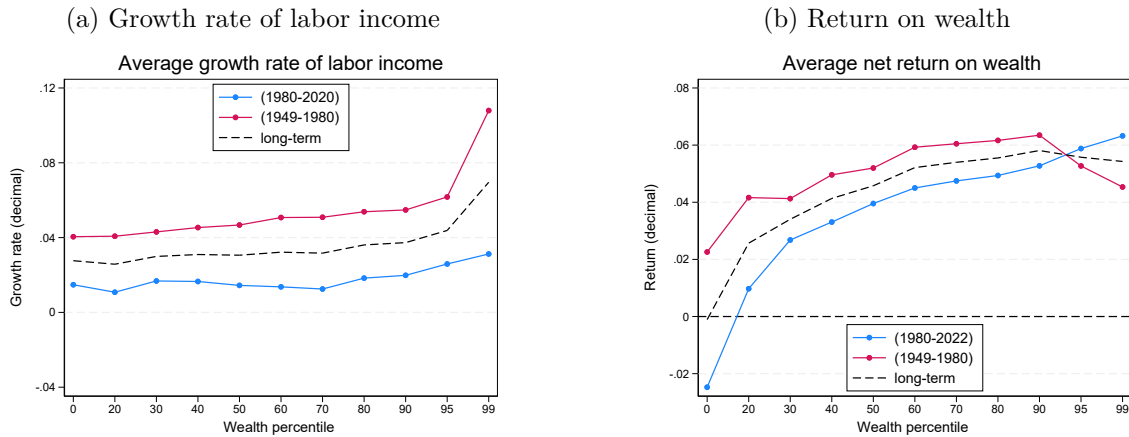 (a) Growth rate of labor income
Average growth rate of labor income
Growth rate (decimal)
.12
.08
.04
0
-.04
(1980-2020)
(1949-1980)
long-term
0 20 30 40 50 60 70 80 90 95 99
Wealth percentile
(b) Return on wealth
Average net return on wealth
Return (decimal)
.08
.06
.04
.02
0
-.02
(1980-2022)
(1949-1980)
long-term
0 20 30 40 50 60 70 80 90 95 99
Wealth percentile